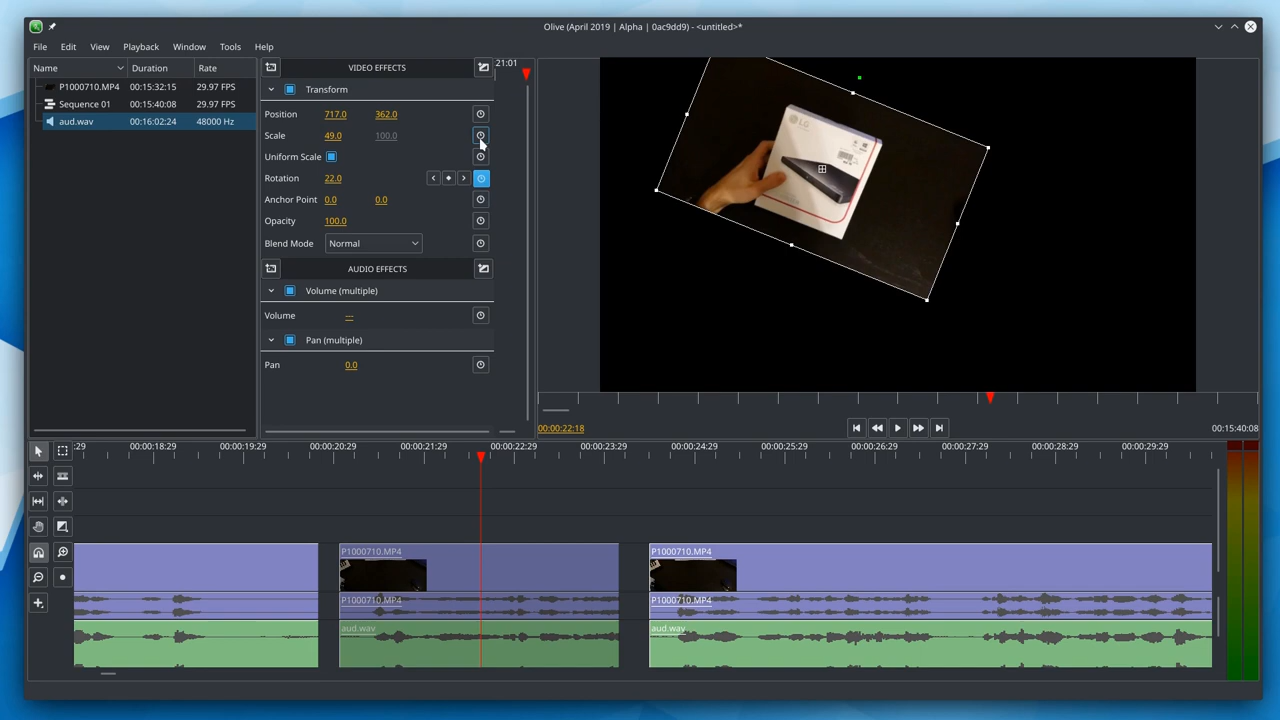 Olive (April 2019 | Alpha | 0ac9dd9) - <untitled>*
File Edit View Playback Window Tools Help
Name Duration Rate
P1000710.MP4 00:15:32:15 29.97 FPS
Sequence 01 00:15:40:08 29.97 FPS
aud.wav 00:16:02:24 48000 Hz
VIDEO EFFECTS
21:01
Transform
Position 717.0 362.0
Scale 49.0 100.0
Uniform Scale
Rotation 22.0
Anchor Point 0.0 0.0
Opacity 100.0
Blend Mode Normal
AUDIO EFFECTS
Volume (multiple)
Volume ---
Pan (multiple)
Pan 0.0
LG
00:00:22:18
00:15:40:08
:29 00:00:18:29 00:00:19:29 00:00:20:29 00:00:21:29 00:00:22:29 00:00:23:29 00:00:24:29 00:00:25:29 00:00:26:29 00:00:27:29 00:00:28:29 00:00:29:29
P1000710.MP4 P1000710.MP4
P1000710.MP4 P1000710.MP4
aud.wav aud.wav